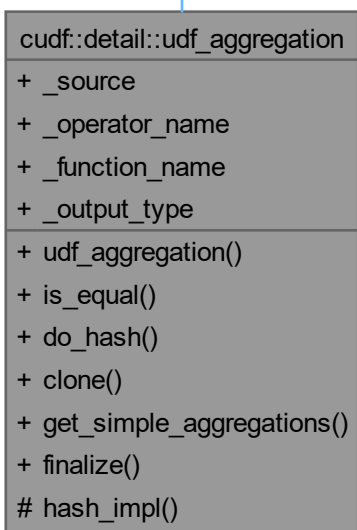 cudf::detail::udf_aggregation
+ _source
+ _operator_name
+ _function_name
+ _output_type
+ udf_aggregation()
+ is_equal()
+ do_hash()
+ clone()
+ get_simple_aggregations()
+ finalize()
# hash_impl()